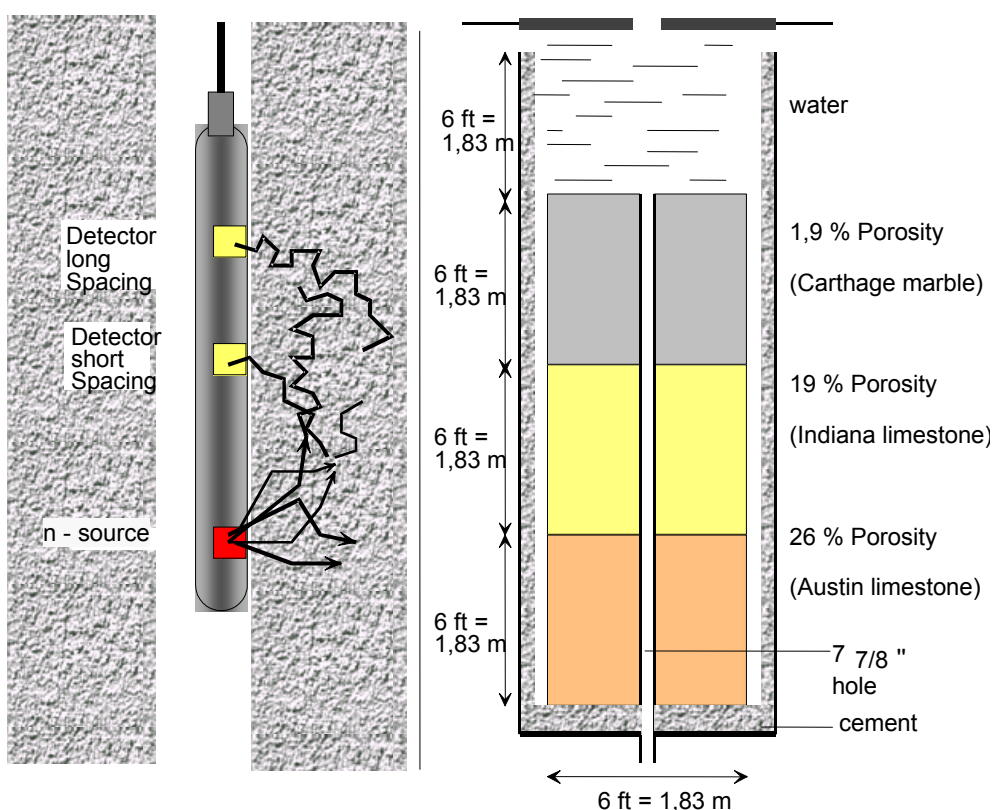 Detector
long
Spacing
Detector
short
Spacing
n - source
6 ft =
1,83 m
water
6 ft =
1,83 m
1,9 % Porosity
(Carthage marble)
6 ft =
1,83 m
19 % Porosity
(Indiana limestone)
6 ft =
1,83 m
26 % Porosity
(Austin limestone)
7 7/8 "
hole
cement
6 ft = 1,83 m